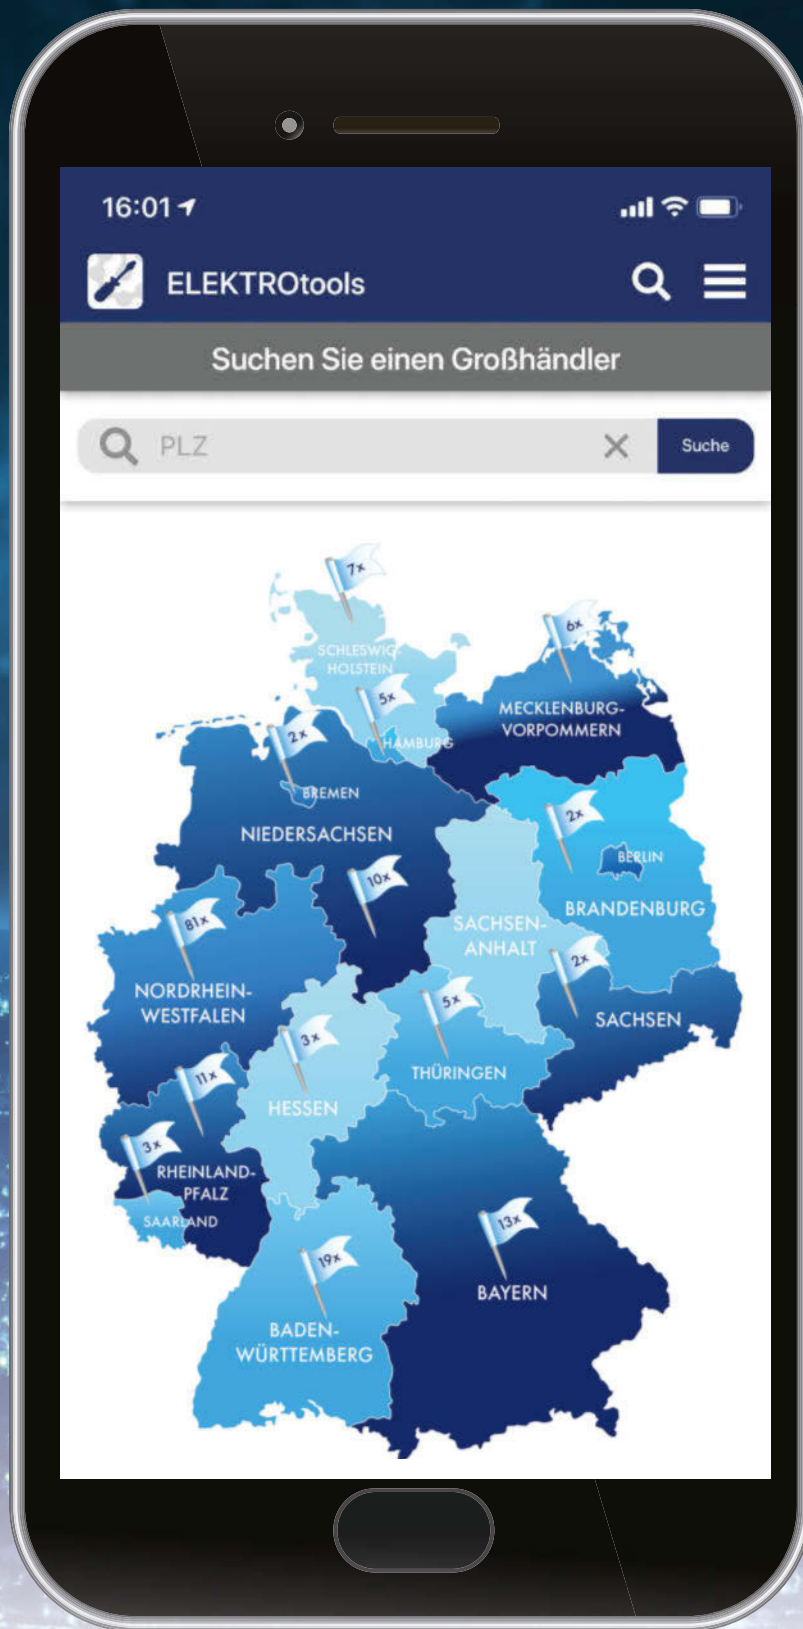 16:01
ELEKTROtools
Suchen Sie einen Großhändler
PLZ
Suche
7x
SCHLESWIG-
HOLSTEIN
6x
MECKLENBURG-
VORPOMMERN
5x
HAMBURG
2x
BREMEN
NIEDERSACHSEN
10x
2x
BERLIN
BRANDENBURG
81x
NORDRHEIN-
WESTFALEN
SACHSEN-
ANHALT
2x
SACHSEN
5x
THÜRINGEN
3x
HESSEN
11x
RHEINLAND-
PFALZ
3x
SAARLAND
19x
BADEN-
WÜRTTEMBERG
13x
BAYERN